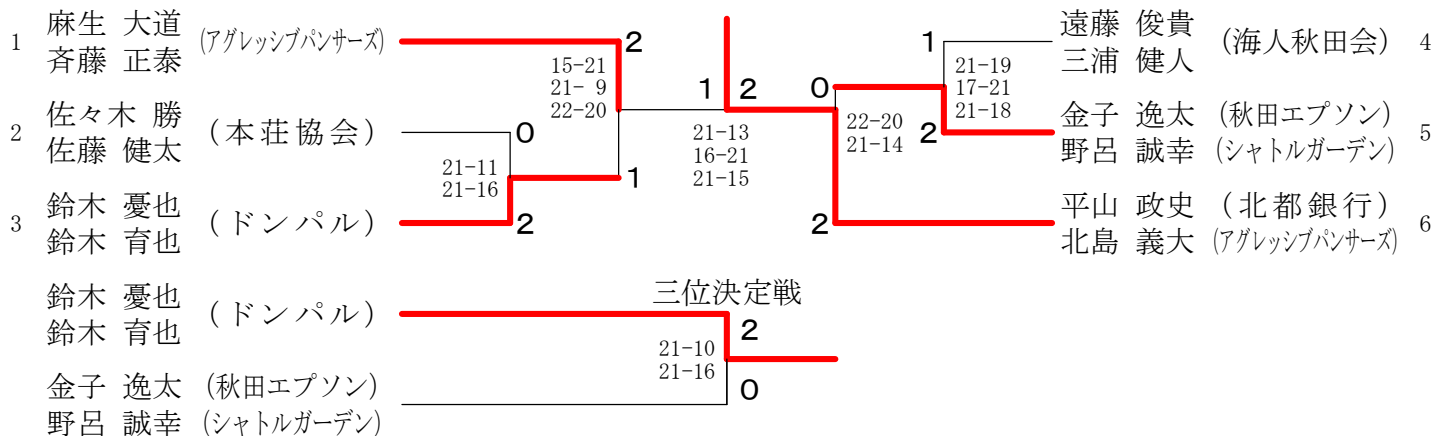 1 麻生 大道 (アグレッシブパンサーズ)
斉藤 正泰
2
15-21
21- 9
22-20
2 佐々木 勝 (本荘協会)
佐藤 健太
0
21-11
21-16
1
3 鈴木 憂也 (ドンパル)
鈴木 育也
2
1 2
21-13
16-21
21-15
遠藤 俊貴 (海人秋田会) 4
三浦 健人
1
21-19
17-21
21-18
0
22-20
21-14
2
金子 逸太 (秋田エプソン) 5
野呂 誠幸 (シャトルガーデン)
平山 政史 (北都銀行) 6
北島 義大 (アグレッシブパンサーズ)
2
三位決定戦
鈴木 憂也 (ドンパル)
鈴木 育也
2
21-10
21-16
0
金子 逸太 (秋田エプソン)
野呂 誠幸 (シャトルガーデン)